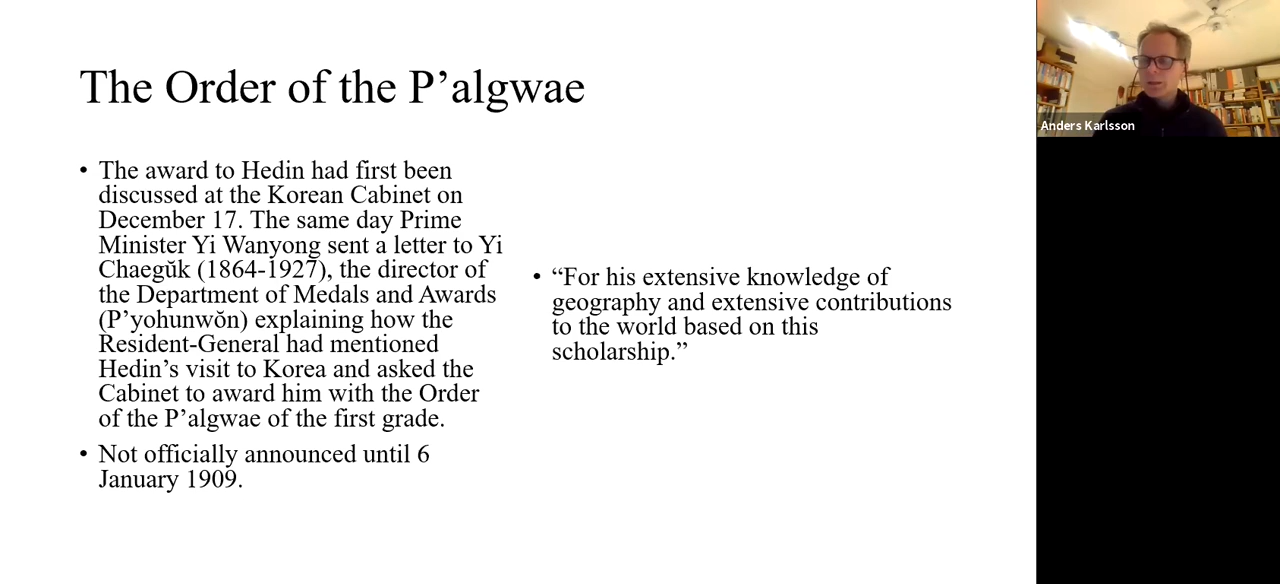 The Order of the P’algwae
• The award to Hedin had first been
discussed at the Korean Cabinet on
December 17. The same day Prime
Minister Yi Wanyong sent a letter to Yi
Chaegŭk (1864-1927), the director of
the Department of Medals and Awards
(P’yohunwŏn) explaining how the
Resident-General had mentioned
Hedin’s visit to Korea and asked the
Cabinet to award him with the Order
of the P’algwae of the first grade.
• Not officially announced until 6
January 1909.
• “For his extensive knowledge of
geography and extensive contributions
to the world based on this
scholarship.”
Anders Karlsson